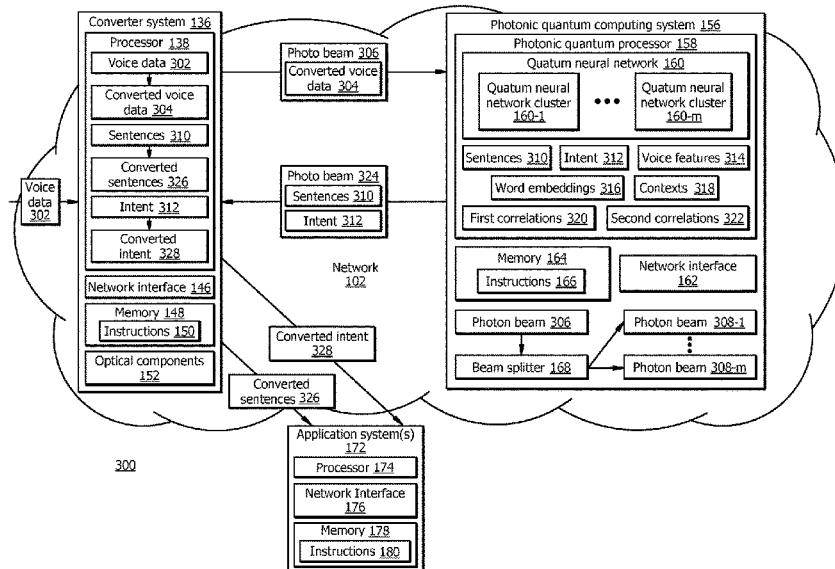 Converter system 136
Processor 138
Voice data 302
Converted voice
data 304
Sentences 310
Converted
sentences 326
Intent 312
Converted
intent 328
Network interface 146
Memory 148
Instructions 150
Optical components
152
Voice
data
302
Photo beam 306
Converted voice
data 304
Photo beam 324
Sentences 310
Intent 312
Network
102
Photonic quantum computing system 156
Photonic quantum processor 158
Quatum neural network 160
Quatum neural
network cluster
160-1
Quatum neural
network cluster
160-m
Sentences 310
Intent 312
Voice features 314
Word embeddings 316
Contexts 318
First correlations 320
Second correlations 322
Memory 164
Instructions 166
Network interface
162
Photon beam 306
Photon beam 308-1
Beam splitter 168
Photon beam 308-m
Converted intent
328
Converted
sentences 326
Application system(s)
172
Processor 174
Network Interface
176
Memory 178
Instructions 180
300